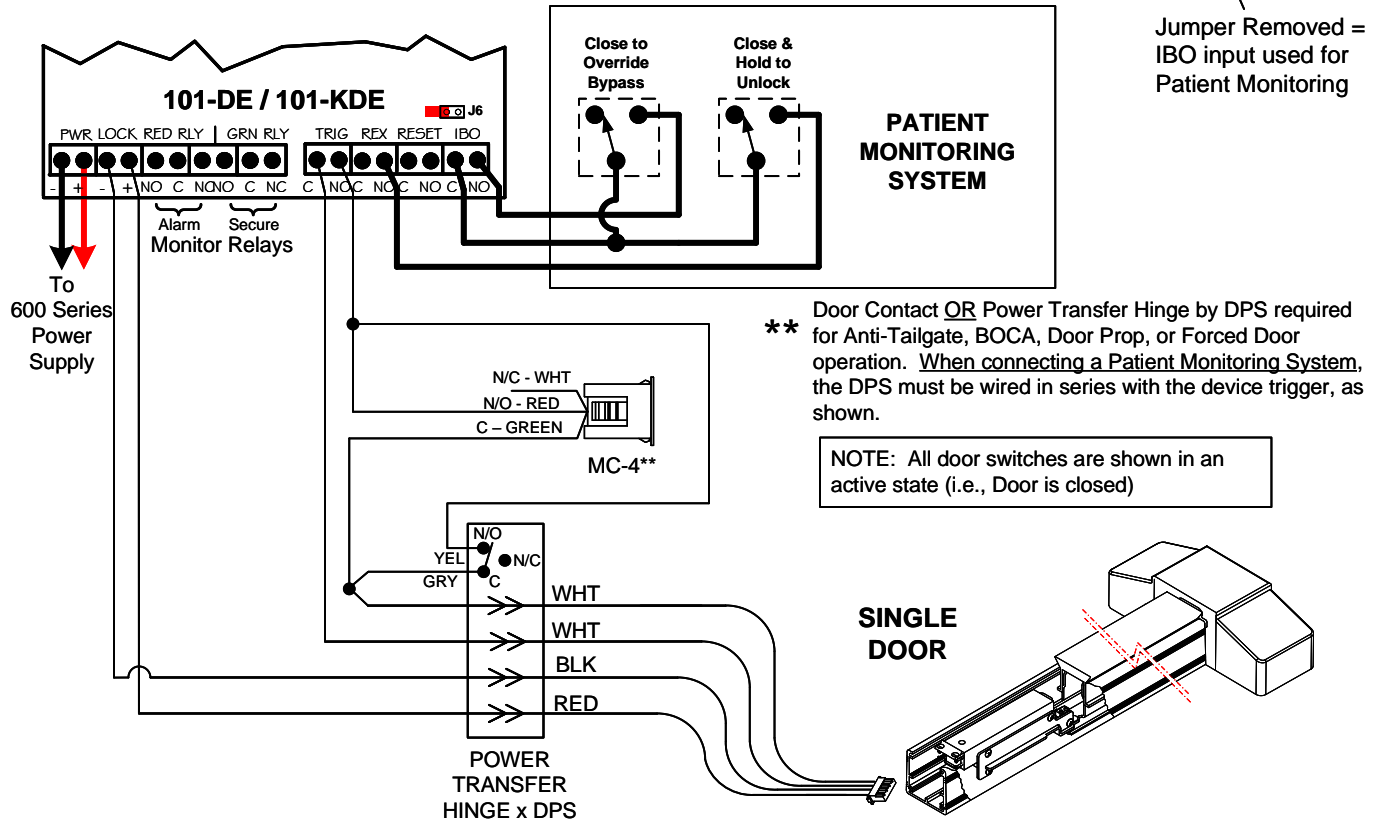 Jumper Removed =
IBO input used for
Patient Monitoring
Close to
Override
Bypass
Close &
Hold to
Unlock
PATIENT
MONITORING
SYSTEM
101-DE / 101-KDE
J6
PWR LOCK RED RLY | GRN RLY
TRIG REX RESET IBO
- + - + NO C NC NO C NC
C NO C NO C NO C NO
Alarm
Secure
Monitor Relays
To
600 Series
Power
Supply
** Door Contact OR Power Transfer Hinge by DPS required
for Anti-Tailgate, BOCA, Door Prop, or Forced Door
operation. When connecting a Patient Monitoring System,
the DPS must be wired in series with the device trigger, as
shown.
N/C - WHT
N/O - RED
C – GREEN
MC-4**
NOTE: All door switches are shown in an
active state (i.e., Door is closed)
N/O
YEL
N/C
GRY
C
WHT
WHT
BLK
RED
SINGLE
DOOR
POWER
TRANSFER
HINGE x DPS